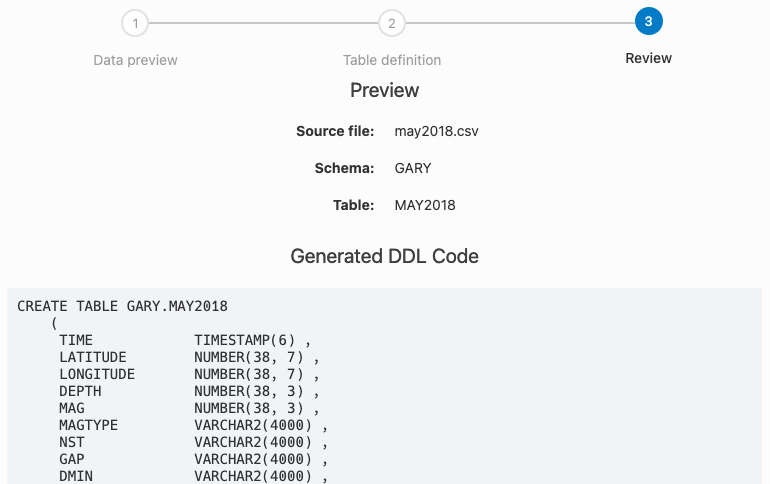 1 2 3
Data preview Table definition Review
Preview
Source file: may2018.csv
Schema: GARY
Table: MAY2018
Generated DDL Code
CREATE TABLE GARY.MAY2018
(
TIME TIMESTAMP(6) ,
LATITUDE NUMBER(38, 7) ,
LONGITUDE NUMBER(38, 7) ,
DEPTH NUMBER(38, 3) ,
MAG NUMBER(38, 3) ,
MAGTYPE VARCHAR2(4000) ,
NST VARCHAR2(4000) ,
GAP VARCHAR2(4000) ,
DMIN VARCHAR2(4000) ,